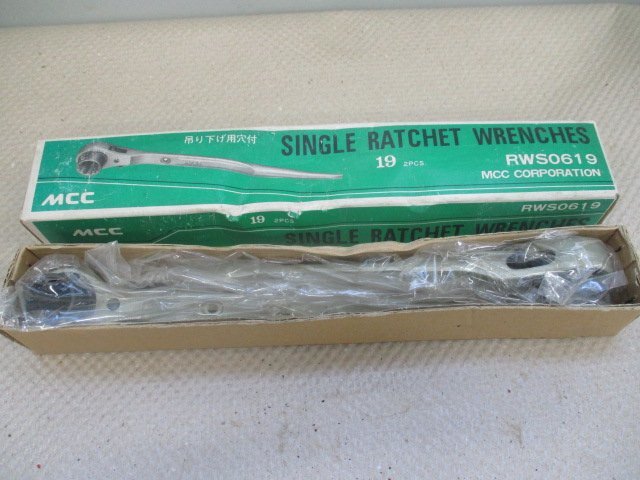 吊り下げ用穴付
SINGLE RATCHET WRENCHES
19 2PCS.
RWS0619
MCC CORPORATION
MCC
MCC
19 2PCS.
RWS0619
SINGLE RATCHET WRENCHES